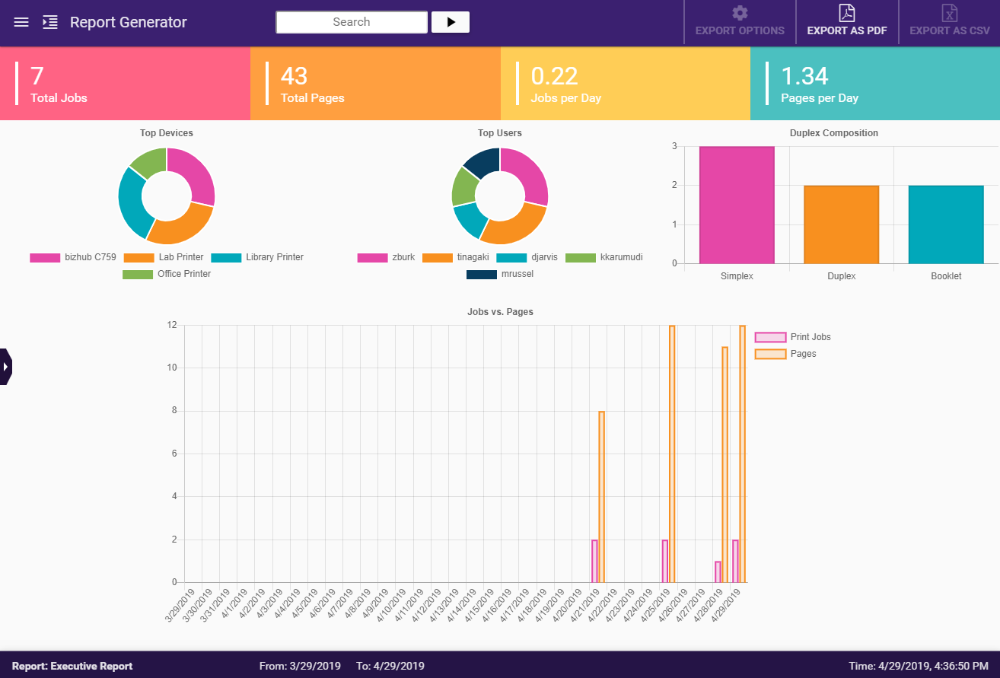 Report Generator
Search
EXPORT OPTIONS
EXPORT AS PDF
EXPORT AS CSV
7
Total Jobs
43
Total Pages
0.22
Jobs per Day
1.34
Pages per Day
Top Devices
bizhub C759 Lab Printer Library Printer
Office Printer
Top Users
zburk tinagaki djarvis kkarumudi
mrussel
Duplex Composition
3
2
1
0
Simplex Duplex Booklet
Jobs vs. Pages
12
10
8
6
4
2
0
3/29/2019 3/30/2019 3/31/2019 4/1/2019 4/2/2019 4/3/2019 4/4/2019 4/5/2019 4/6/2019 4/7/2019 4/8/2019 4/9/2019 4/10/2019 4/11/2019 4/12/2019 4/13/2019 4/14/2019 4/15/2019 4/16/2019 4/17/2019 4/18/2019 4/19/2019 4/20/2019 4/21/2019 4/22/2019 4/23/2019 4/24/2019 4/25/2019 4/26/2019 4/27/2019 4/28/2019 4/29/2019
Print Jobs
Pages
Report: Executive Report From: 3/29/2019 To: 4/29/2019 Time: 4/29/2019, 4:36:50 PM